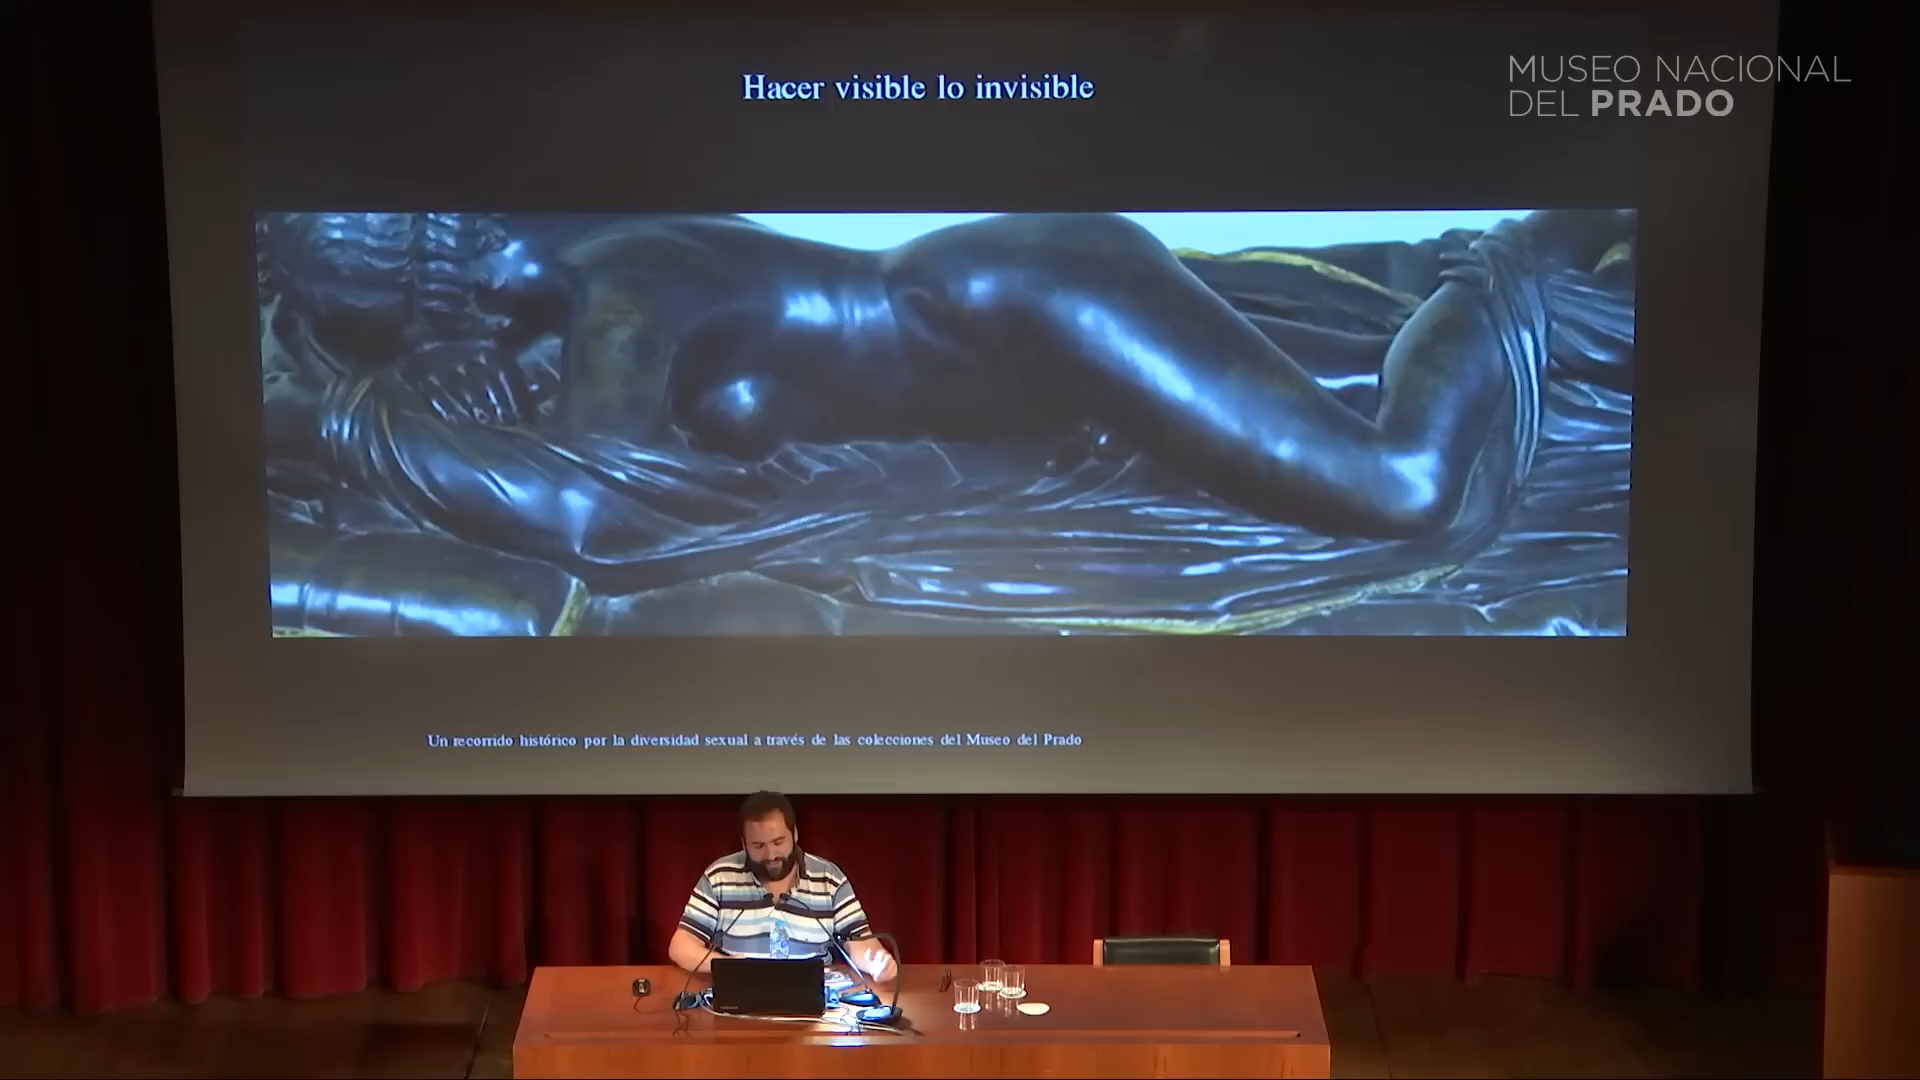 Hacer visible lo invisible
MUSEO NACIONAL
DEL PRADO
Un recorrido histórico por la diversidad sexual a través de las colecciones del Museo del Prado